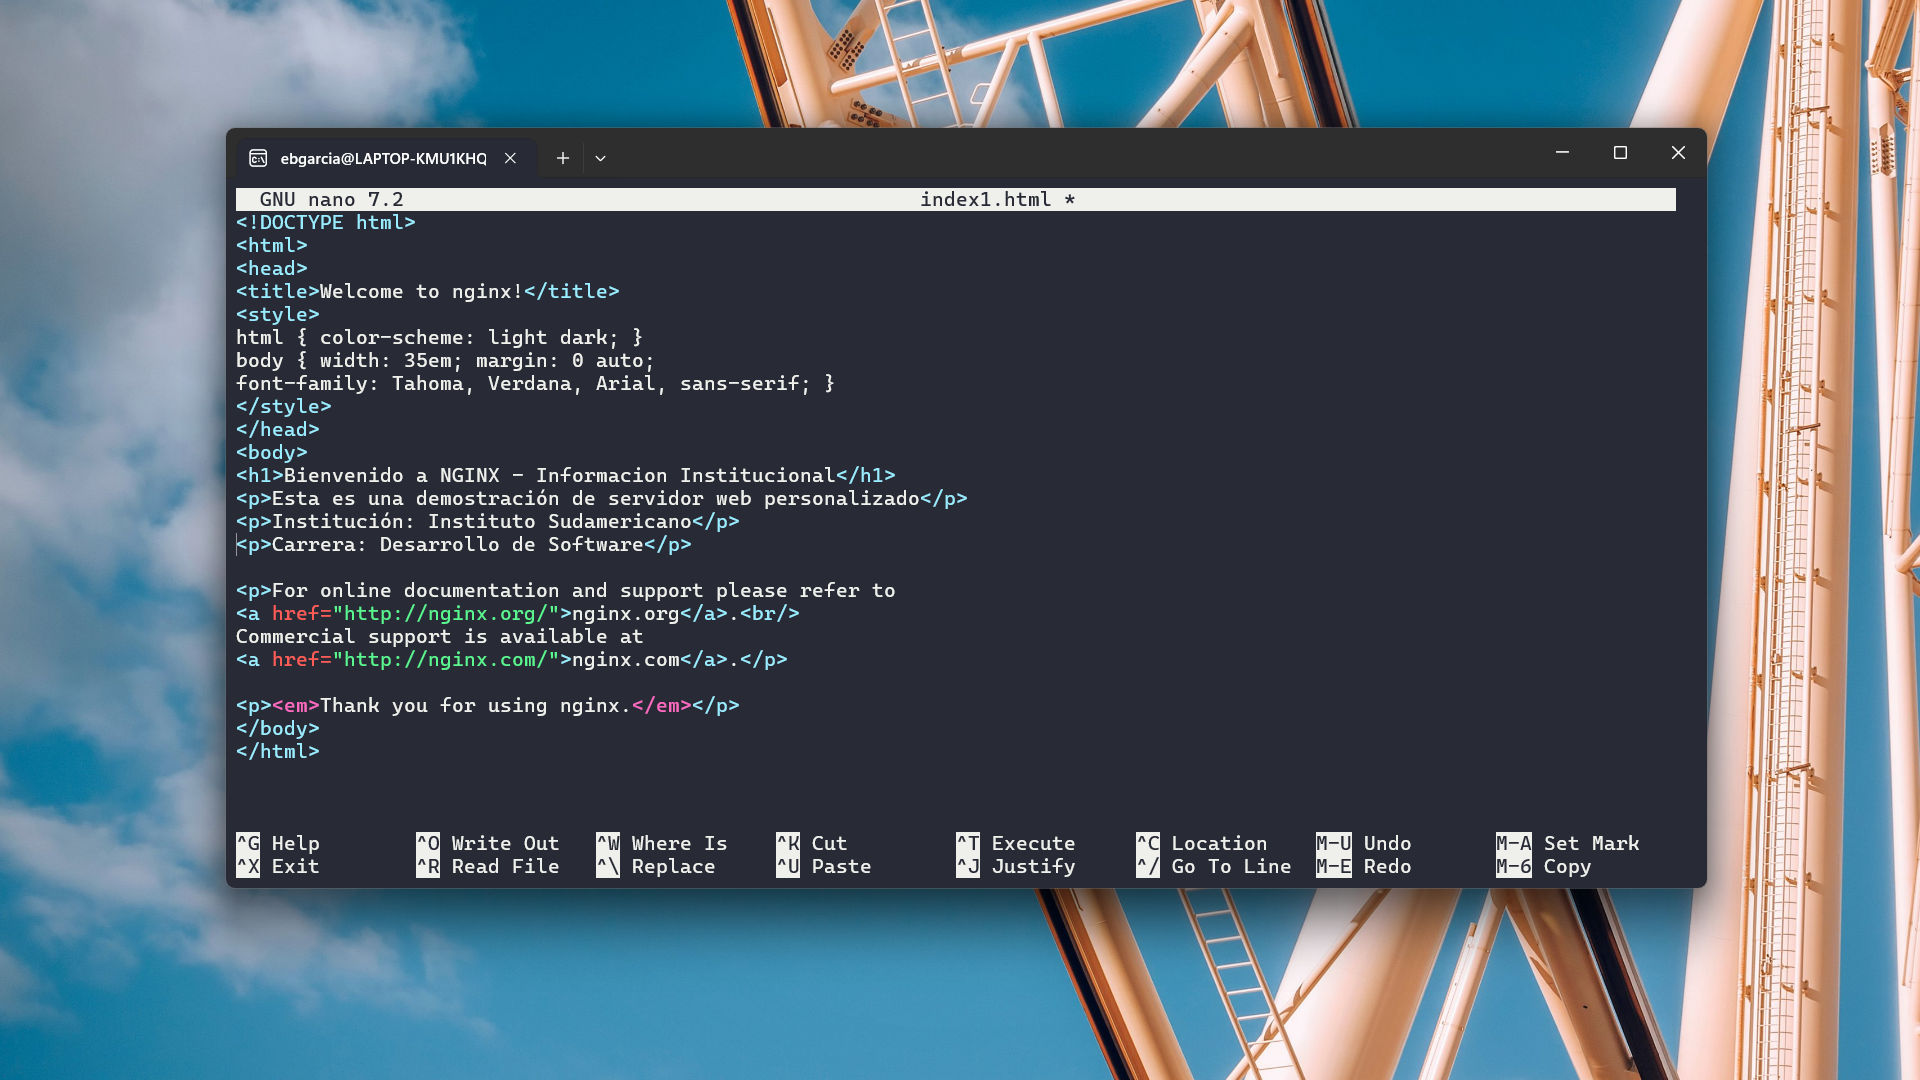 ebgarcia@LAPTOP-KMU1KHQ
GNU nano 7.2 index1.html *
<!DOCTYPE html>
<html>
<head>
<title>Welcome to nginx!</title>
<style>
html { color-scheme: light dark; }
body { width: 35em; margin: 0 auto;
font-family: Tahoma, Verdana, Arial, sans-serif; }
</style>
</head>
<body>
<h1>Bienvenido a NGINX - Informacion Institucional</h1>
<p>Esta es una demostración de servidor web personalizado</p>
<p>Institución: Instituto Sudamericano</p>
<p>Carrera: Desarrollo de Software</p>
<p>For online documentation and support please refer to
<a href="http://nginx.org/">nginx.org</a>.<br/>
Commercial support is available at
<a href="http://nginx.com/">nginx.com</a>.</p>
<p><em>Thank you for using nginx.</em></p>
</body>
</html>
^G Help ^O Write Out ^W Where Is ^K Cut ^T Execute ^C Location M-U Undo M-A Set Mark
^X Exit ^R Read File ^\ Replace ^U Paste ^J Justify ^/ Go To Line M-E Redo M-6 Copy